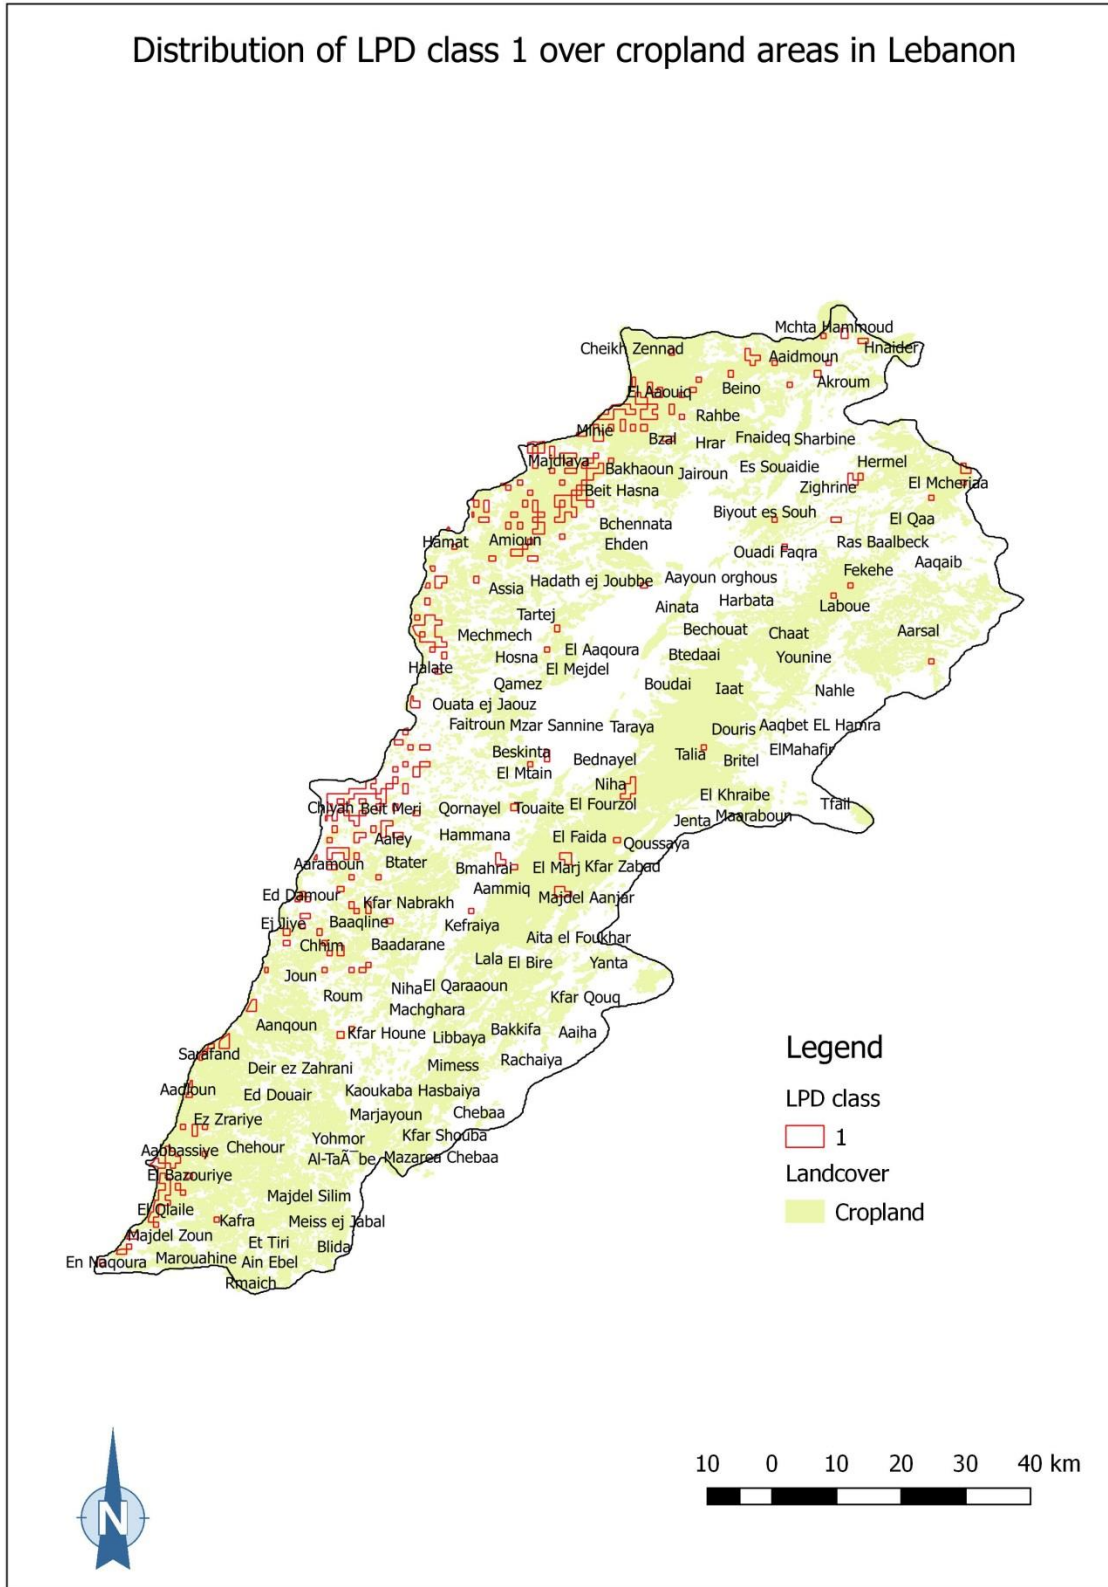 Distribution of LPD class 1 over cropland areas in Lebanon
Mchta Hammoud
Cheikh Zennad
Hnaider
Aaidmoun
Akroum
El Aaouiq
Beino
Rahbe
Minie
Bzal
Hrar
Fnaideq
Sharbine
Majdlaya
Bakhaoun
Jairoun
Es Souaidie
Hermel
Zighrine
El Mcherjaa
Beit Hasna
Biyout es Souh
El Qaa
Bchennata
Hamat
Amioun
Ehden
Ouadi Faqra
Ras Baalbeck
Aaqaib
Fekehe
Assia
Hadath ej Joubbe
Aayoun orghous
Ainata
Harbata
Laboue
Tartej
Mechmech
Bechouat
Chaat
Aarsal
Hosna
El Aaqoura
Btedaai
Younine
Halate
El Mejdel
Qamez
Boudai
Iaat
Nahle
Ouata ej Jaouz
Faitroun
Mzar Sannine
Taraya
Douris
Aaqbet EL Hamra
Beskinta
Bednayel
Talia
Britel
ElMahafir
El Mtain
Niha
El Khraibe
Tfail
Chiyah
Beit Meri
Qornayel
Touaite
El Fourzol
Jenta
Maaraboun
Aaley
Hammana
El Faida
Qoussaya
Aaramoun
Btater
Bmahrai
El Marj
Kfar Zabad
Aammiq
Majdel Aanjar
Ed Damour
Kfar Nabrakh
Ej Jiye
Baaqline
Kefraiya
Chhim
Baadarane
Aita el Foukhar
Lala
El Bire
Yanta
Joun
Roum
Niha
El Qaraaoun
Kfar Qouq
Machghara
Aanqoun
Kfar Houne
Libbaya
Bakkifa
Aaiha
Sarafand
Deir ez Zahrani
Mimess
Rachaiya
Aadloun
Ed Douair
Kaoukaba
Hasbaiya
Ez Zrariye
Marjayoun
Chebaa
Aabbassiye
Chehour
Yohmor
Kfar Shouba
Al-TaÃ¯be
Mazarea Chebaa
El Bazouriye
Majdel Silim
El Qlaile
Kafra
Meiss ej Jabal
Majdel Zoun
Et Tiri
Blida
En Naqoura
Marouahine
Ain Ebel
Rmaich
Legend
LPD class
1
Landcover
Cropland
N
10 0 10 20 30 40 km